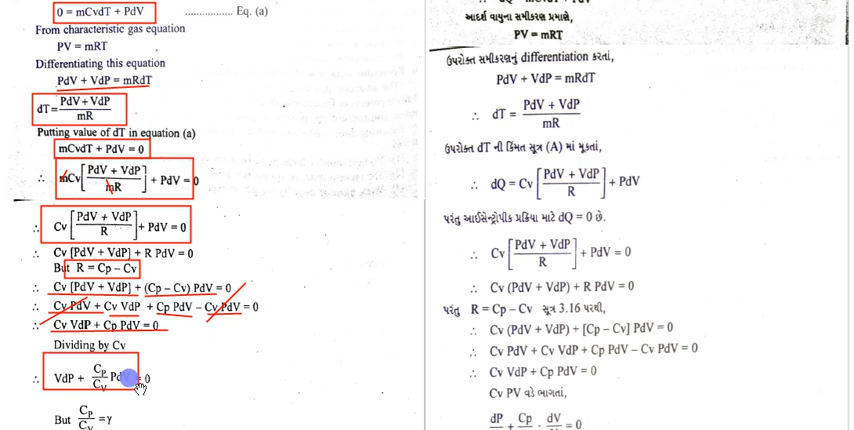 0 = mCvdT + PdV ................. Eq. (a)
From characteristic gas equation
PV = mRT
Differentiating this equation
PdV + VdP = mRdT
dT = PdV + VdP / mR
Putting value of dT in equation (a)
mCvdT + PdV = 0
∴ mCv [PdV + VdP / mR] + PdV = 0
∴ Cv [PdV + VdP / R] + PdV = 0
∴ Cv [PdV + VdP] + R PdV = 0
But R = Cp – Cv
∴ Cv [PdV + VdP] + (Cp – Cv) PdV = 0
∴ Cv PdV + Cv VdP + Cp PdV – Cv PdV = 0
∴ Cv VdP + Cp PdV = 0
Dividing by Cv
∴ VdP + CP / CV PdV = 0
But CP / CV = γ
આદર્શ વાયુના સમીકરણ પ્રમાણે,
PV = mRT
ઉપરોક્ત સમીકરણનું differentiation કરતાં,
PdV + VdP = mRdT
∴ dT = PdV + VdP / mR
ઉપરોક્ત dT ની કિંમત સૂત્ર (A) માં મૂકતાં,
∴ dQ = Cv [PdV + VdP / R] + PdV
પરંતુ આઈસેન્ટ્રોપીક પ્રક્રિયા માટે dQ = 0 છે.
∴ Cv [PdV + VdP / R] + PdV = 0
∴ Cv (PdV + VdP) + R PdV = 0
પરંતુ R = Cp – Cv સૂત્ર 3.16 પરથી,
∴ Cv (PdV + VdP) + [Cp – Cv] PdV = 0
∴ Cv PdV + Cv VdP + Cp PdV – Cv PdV = 0
∴ Cv VdP + Cp PdV = 0
Cv PV વડે ભાગતાં,
dP + Cp . dV = 0